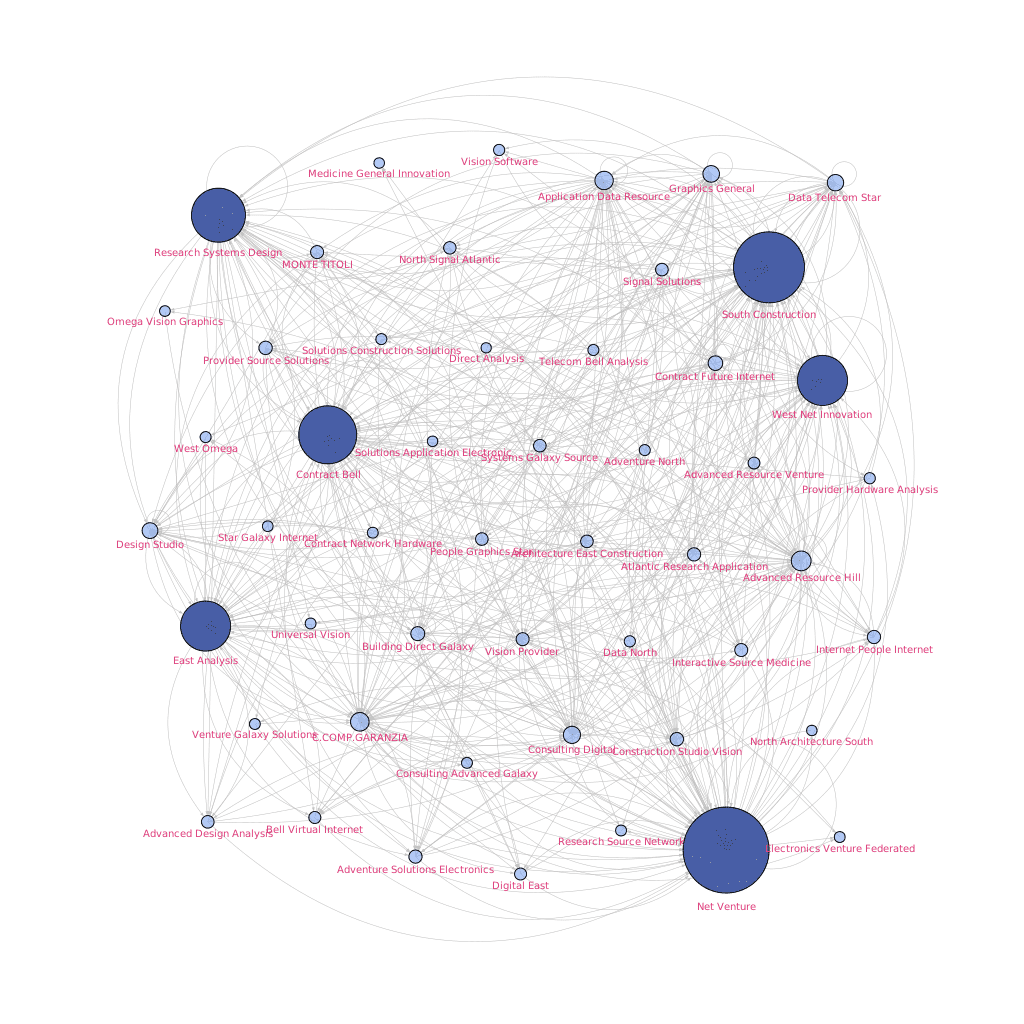 Vision Software
Medicine General Innovation
Graphics General
Application Data Resource
Data Telecom Star
Research Systems Design
North Signal Atlantic
MONTE TITOLI
Signal Solutions
South Construction
Omega Vision Graphics
Solutions Construction Solutions
Direct Analysis
Provider Source Solutions
Telecom Bell Analysis
Contract Future Internet
West Net Innovation
West Omega
Solutions Application Electronic
Systems Galaxy Source
Adventure North
Contract Bell
Advanced Resource Venture
Provider Hardware Analysis
Star Galaxy Internet
Contract Network Hardware
Design Studio
People Graphics Star
Architecture East Construction
Atlantic Research Application
Advanced Resource Hill
Universal Vision
Building Direct Galaxy
Vision Provider
Data North
Internet People Internet
East Analysis
Interactive Source Medicine
Venture Galaxy Solutions
C.COMP.GARANZIA
Consulting Digital
Construction Studio Vision
North Architecture South
Consulting Advanced Galaxy
Advanced Design Analysis
Bell Virtual Internet
Research Source Network
Electronics Venture Federated
Adventure Solutions Electronics
Digital East
Net Venture